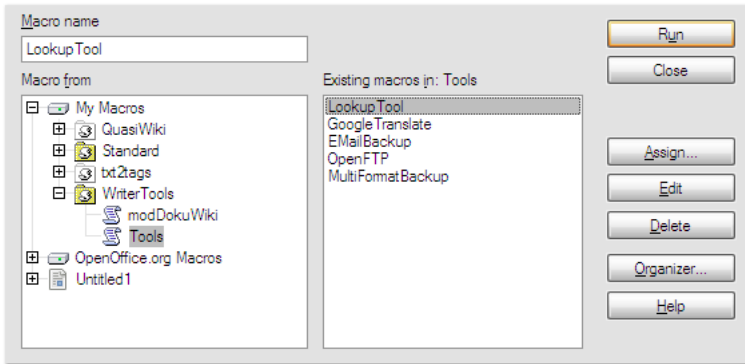 Macro name
LookupTool
Macro from
My Macros
QuasiWiki
Standard
txt2tags
WriterTools
modDokuWiki
Tools
OpenOffice.org Macros
Untitled1
Existing macros in: Tools
LookupTool
GoogleTranslate
EMailBackup
OpenFTP
MultiFormatBackup
Run
Close
Assign...
Edit
Delete
Organizer...
Help